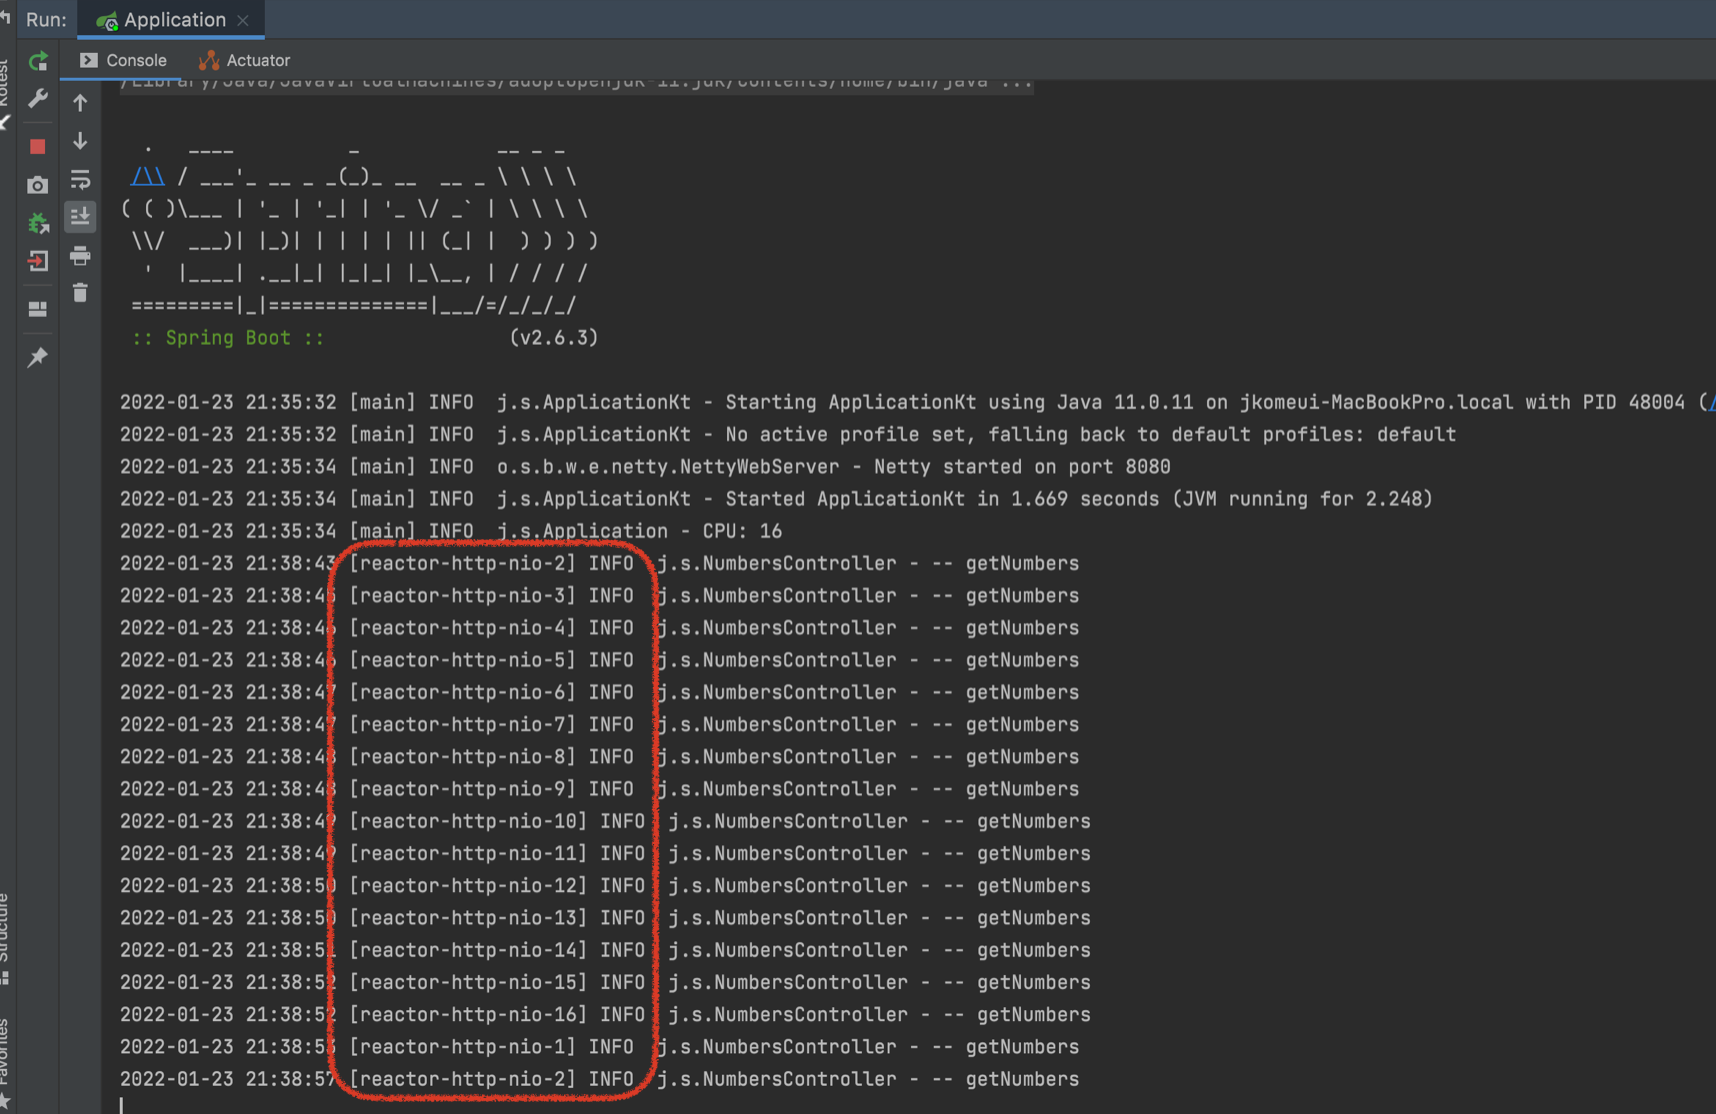 Run: Application ×
Console Actuator
/Library/Java/JavaVirtualMachines/adoptopenjdk-11.jdk/Contents/Home/bin/java ...
  .   ____          _            __ _ _
 /\\ / ___'_ __ _ _(_)_ __  __ _ \ \ \ \
( ( )\___ | '_ | '_| | '_ \/ _` | \ \ \ \
 \\/  ___)| |_)| | | | | || (_| |  ) ) ) )
  '  |____| .__|_| |_|_| |_\__, | / / / /
 =========|_|==============|___/=/_/_/_/
 :: Spring Boot ::                (v2.6.3)
2022-01-23 21:35:32 [main] INFO  j.s.ApplicationKt - Starting ApplicationKt using Java 11.0.11 on jkomeui-MacBookPro.local with PID 48004 (/
2022-01-23 21:35:32 [main] INFO  j.s.ApplicationKt - No active profile set, falling back to default profiles: default
2022-01-23 21:35:34 [main] INFO  o.s.b.w.e.netty.NettyWebServer - Netty started on port 8080
2022-01-23 21:35:34 [main] INFO  j.s.ApplicationKt - Started ApplicationKt in 1.669 seconds (JVM running for 2.248)
2022-01-23 21:35:34 [main] INFO  j.s.Application - CPU: 16
2022-01-23 21:38:43 [reactor-http-nio-2] INFO  j.s.NumbersController - -- getNumbers
2022-01-23 21:38:45 [reactor-http-nio-3] INFO  j.s.NumbersController - -- getNumbers
2022-01-23 21:38:46 [reactor-http-nio-4] INFO  j.s.NumbersController - -- getNumbers
2022-01-23 21:38:46 [reactor-http-nio-5] INFO  j.s.NumbersController - -- getNumbers
2022-01-23 21:38:47 [reactor-http-nio-6] INFO  j.s.NumbersController - -- getNumbers
2022-01-23 21:38:47 [reactor-http-nio-7] INFO  j.s.NumbersController - -- getNumbers
2022-01-23 21:38:48 [reactor-http-nio-8] INFO  j.s.NumbersController - -- getNumbers
2022-01-23 21:38:48 [reactor-http-nio-9] INFO  j.s.NumbersController - -- getNumbers
2022-01-23 21:38:49 [reactor-http-nio-10] INFO  j.s.NumbersController - -- getNumbers
2022-01-23 21:38:49 [reactor-http-nio-11] INFO  j.s.NumbersController - -- getNumbers
2022-01-23 21:38:50 [reactor-http-nio-12] INFO  j.s.NumbersController - -- getNumbers
2022-01-23 21:38:50 [reactor-http-nio-13] INFO  j.s.NumbersController - -- getNumbers
2022-01-23 21:38:51 [reactor-http-nio-14] INFO  j.s.NumbersController - -- getNumbers
2022-01-23 21:38:52 [reactor-http-nio-15] INFO  j.s.NumbersController - -- getNumbers
2022-01-23 21:38:52 [reactor-http-nio-16] INFO  j.s.NumbersController - -- getNumbers
2022-01-23 21:38:53 [reactor-http-nio-1] INFO  j.s.NumbersController - -- getNumbers
2022-01-23 21:38:57 [reactor-http-nio-2] INFO  j.s.NumbersController - -- getNumbers
Kotest
Structure
Favorites